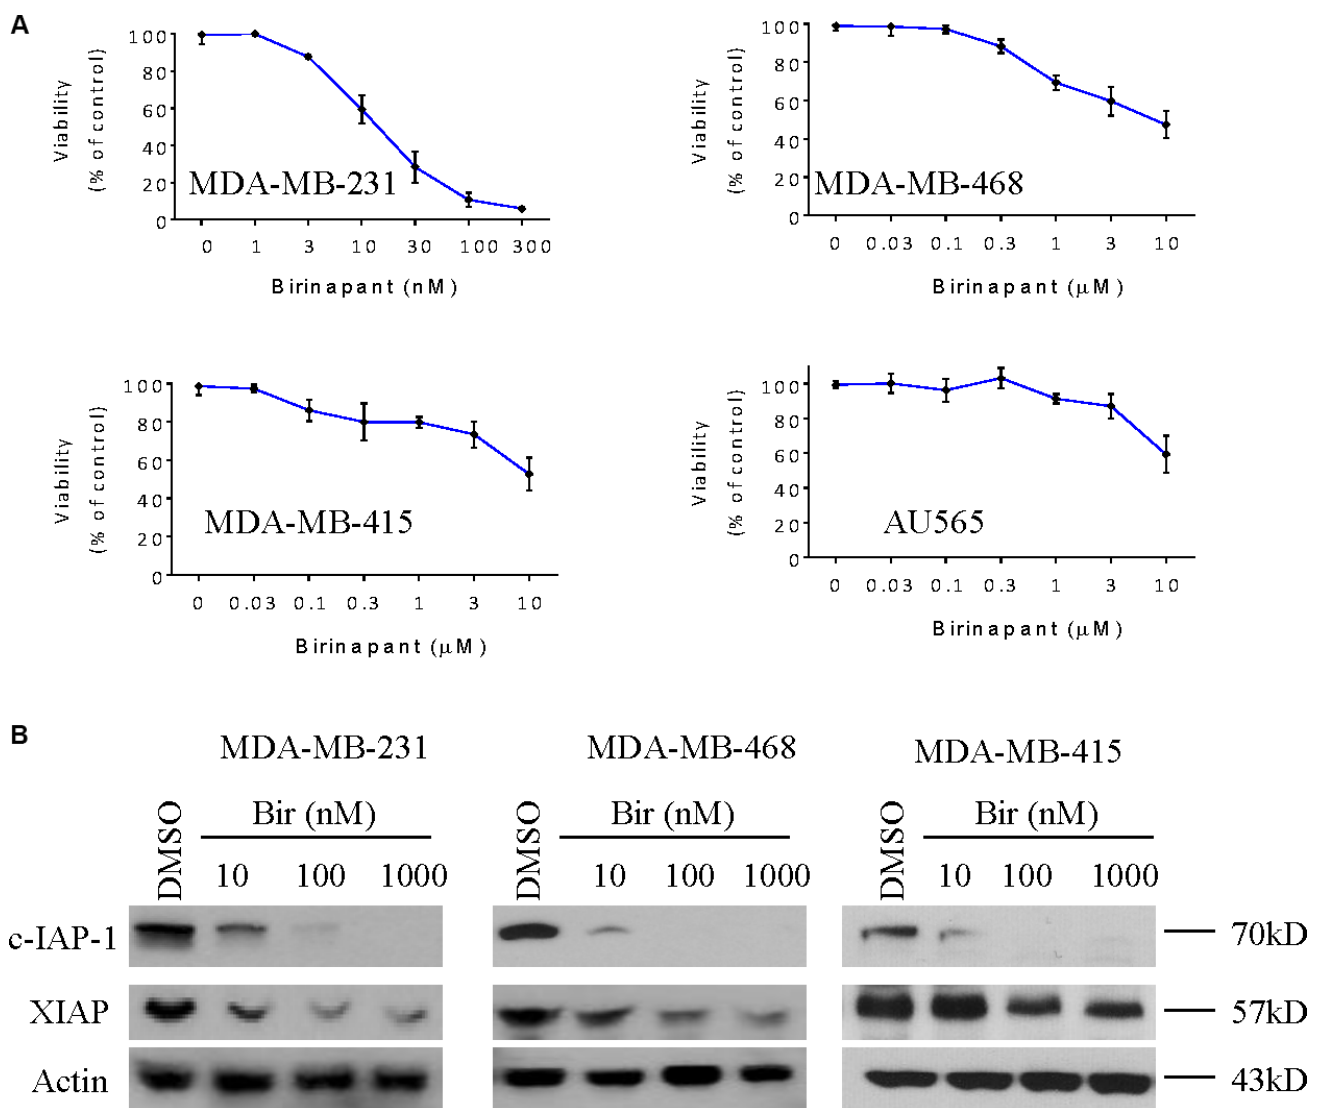 A
100
80
60
40
20
0
Viability
(% of control)
MDA-MB-231
0 1 3 10 30 100 300
Birinapant (nM)
100
80
60
40
20
0
Viability
(% of control)
MDA-MB-468
0 0.03 0.1 0.3 1 3 10
Birinapant (μM)
100
80
60
40
20
0
Viability
(% of control)
MDA-MB-415
0 0.03 0.1 0.3 1 3 10
Birinapant (μM)
100
80
60
40
20
0
Viability
(% of control)
AU565
0 0.03 0.1 0.3 1 3 10
Birinapant (μM)
B
MDA-MB-231 MDA-MB-468 MDA-MB-415
DMSO Bir (nM) DMSO Bir (nM) DMSO Bir (nM)
10 100 1000 10 100 1000 10 100 1000
c-IAP-1 70kD
XIAP 57kD
Actin 43kD